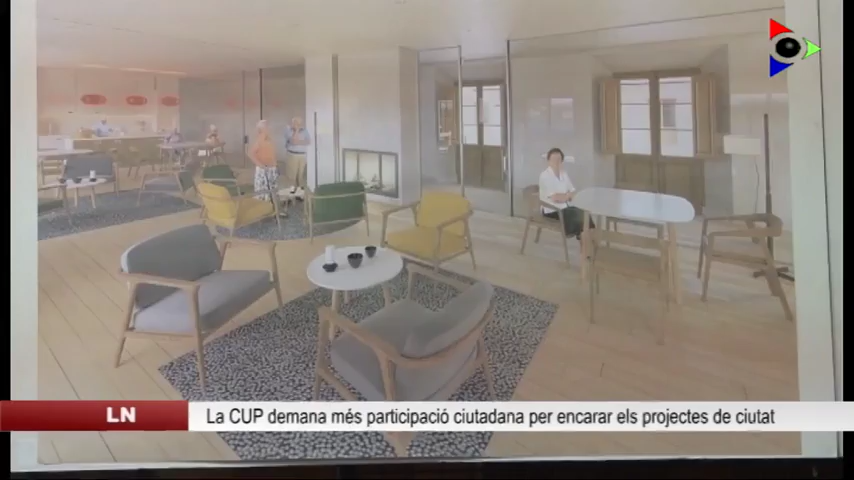 LN
La CUP demana més participació ciutadana per encarar els projectes de ciutat